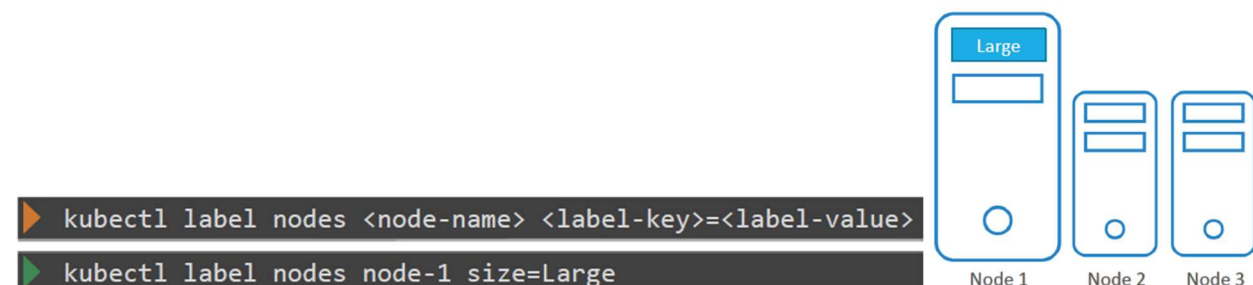 Large
kubectl label nodes <node-name> <label-key>=<label-value>
kubectl label nodes node-1 size=Large
Node 1
Node 2
Node 3